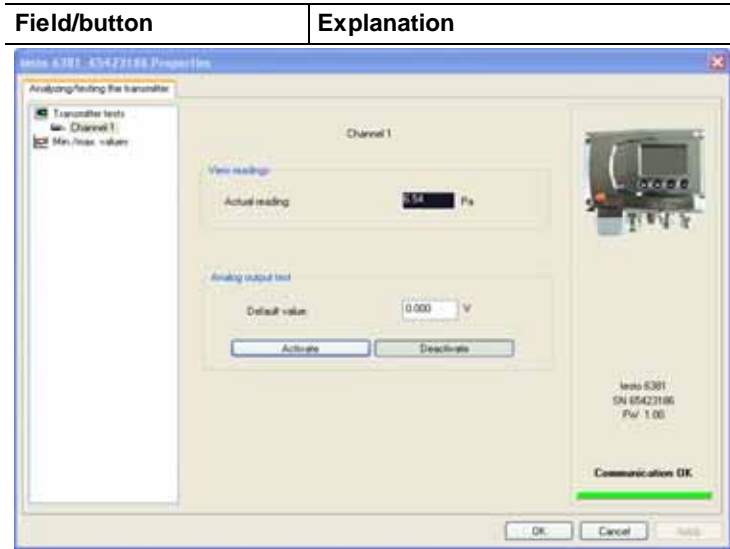 Field/button Explanation
testo 6381 65423186 Properties
Analyzing/testing the transmitter
Transmitter tests
Channel 1
Min./max. values
Channel 1
View readings
Actual reading 6.54 Pa
Analog output test
Default value 0.000 V
Activate Deactivate
testo 6381
SN 65423186
FW 1.00
Communication OK
OK Cancel Apply